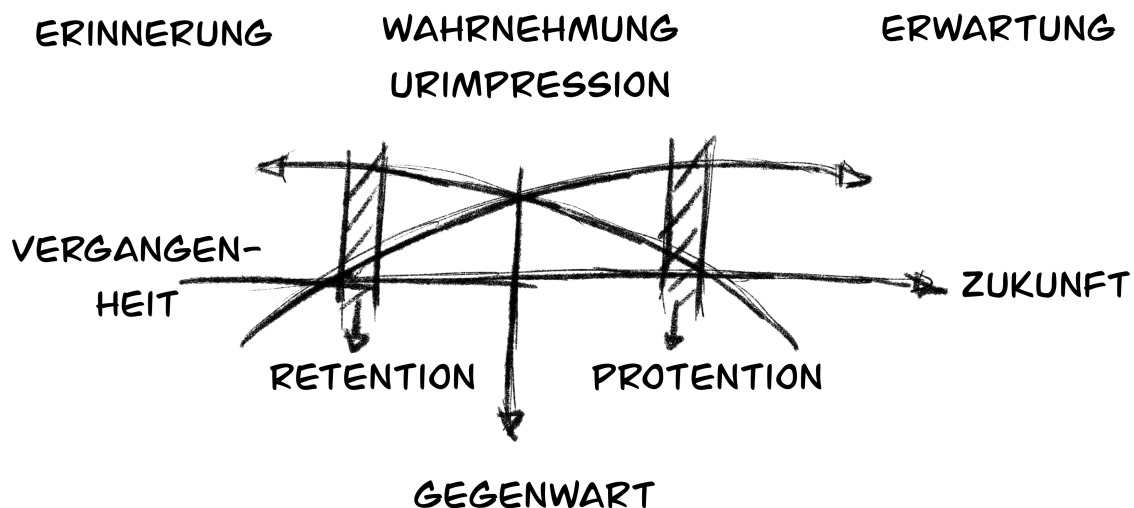 ERINNERUNG
WAHRNEHMUNG
URIMPRESSION
ERWARTUNG
VERGANGEN-
HEIT
ZUKUNFT
RETENTION
PROTENTION
GEGENWART